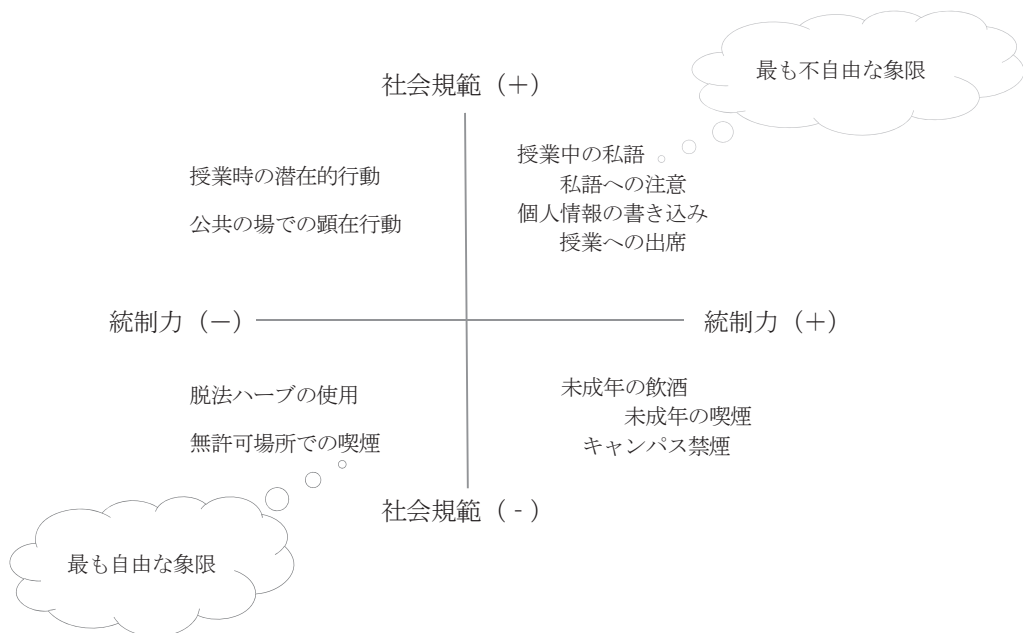 最も不自由な象限
社会規範（＋）
授業中の私語
授業時の潜在的行動
私語への注意
個人情報の書き込み
公共の場での顕在行動
授業への出席
統制力（－）
統制力（＋）
脱法ハーブの使用
未成年の飲酒
未成年の喫煙
無許可場所での喫煙
キャンパス禁煙
社会規範（‐）
最も自由な象限